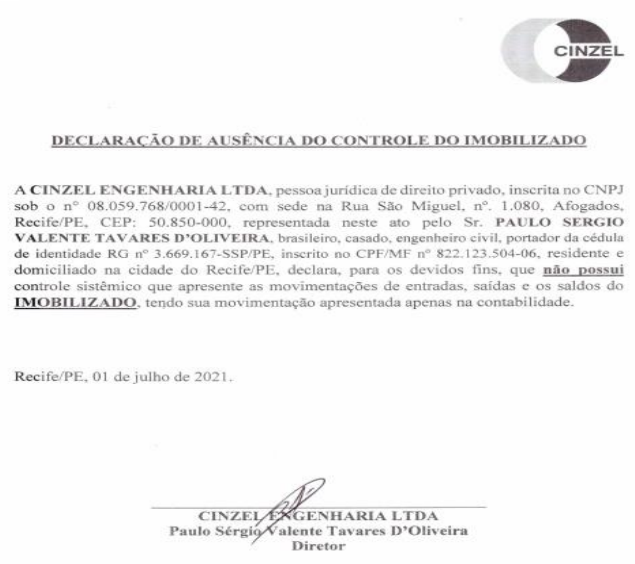 CINZEL
DECLARAÇÃO DE AUSÊNCIA DO CONTROLE DO IMOBILIZADO
A CINZEL ENGENHARIA LTDA, pessoa jurídica de direito privado, inscrita no CNPJ
sob o nº 08.059.768/0001-42, com sede na Rua São Miguel, nº. 1.080, Afogados,
Recife/PE, CEP: 50.850-000, representada neste ato pelo Sr. PAULO SERGIO
VALENTE TAVARES D'OLIVEIRA, brasileiro, casado, engenheiro civil, portador da cédula
de identidade RG nº 3.669.167-SSP/PE, inscrito no CPF/MF nº 822.123.504-06, residente e
domiciliado na cidade do Recife/PE, declara, para os devidos fins, que não possui
controle sistêmico que apresente as movimentações de entradas, saídas e os saldos do
IMOBILIZADO, tendo sua movimentação apresentada apenas na contabilidade.
Recife/PE, 01 de julho de 2021.
CINZEL ENGENHARIA LTDA
Paulo Sérgio Valente Tavares D'Oliveira
Diretor